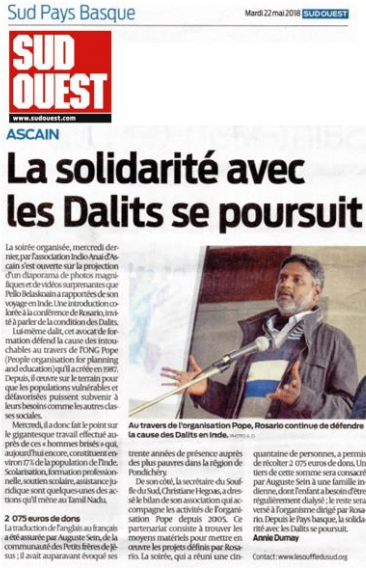 Sud Pays Basque
Mardi 22 mai 2018 SUD OUEST
SUD
OUEST
www.sudouest.com
ASCAIN
La solidarité avec
les Dalits se poursuit
La soirée organisée, mercredi der-
nier, par l'association Indio Anai d'As-
cain s'est ouverte sur la projection
d'un diaporama de photos magni-
fiques et de vidéos surprenantes que
Pello Belaskoain a rapportées de son
voyage en Inde. Une introduction co-
lorée à la conférence de Rosario, invi-
té à parler de la condition des Dalits.
Lui-même dalit, cet avocat de for-
mation défend la cause des intou-
chables au travers de l'ONG Pope
(People organisation for planning
and education) qu'il a créée en 1987.
Depuis, il œuvre sur le terrain pour
que les populations vulnérables et
défavorisées puissent subvenir à
leurs besoins comme les autres clas-
ses sociales.
Mercredi, il a donc fait le point sur
le gigantesque travail effectué au-
près de ces « hommes brisés » qui,
aujourd'hui encore, constituent en-
viron 17 % de la population de l'Inde.
Scolarisation, formation profession-
nelle, soutien scolaire, assistance ju-
ridique sont quelques-unes des ac-
tions qu'il mène au Tamil Nadu.
2 075 euros de dons
La traduction de l'anglais au français
a été assurée par Auguste Sein, de la
communauté des Petits frères de Jé-
sus ; il avait auparavant évoqué ses
Au travers de l'organisation Pope, Rosario continue de défendre
la cause des Dalits en Inde. PHOTO A. D.
trente années de présence auprès
des plus pauvres dans la région de
Pondichéry.
De son côté, la secrétaire du Souf-
fle du Sud, Christiane Hegoas, a dres-
sé le bilan de son association qui ac-
compagne les activités de l'organi-
sation Pope depuis 2005. Ce
partenariat consiste à trouver les
moyens matériels pour mettre en
œuvre les projets définis par Rosa-
rio. La soirée, qui a réuni une cin-
quantaine de personnes, a permis
de récolter 2 075 euros de dons. Un
tiers de cette somme sera consacré
par Auguste Sein à une famille in-
dienne, dont l'enfant a besoin d'être
régulièrement dialysé ; le reste sera
versé à l'organisme dirigé par Rosa-
rio. Depuis le Pays basque, la solida-
rité avec les Dalits se poursuit.
Annie Dumay
Contact : www.lesouffledusud.org